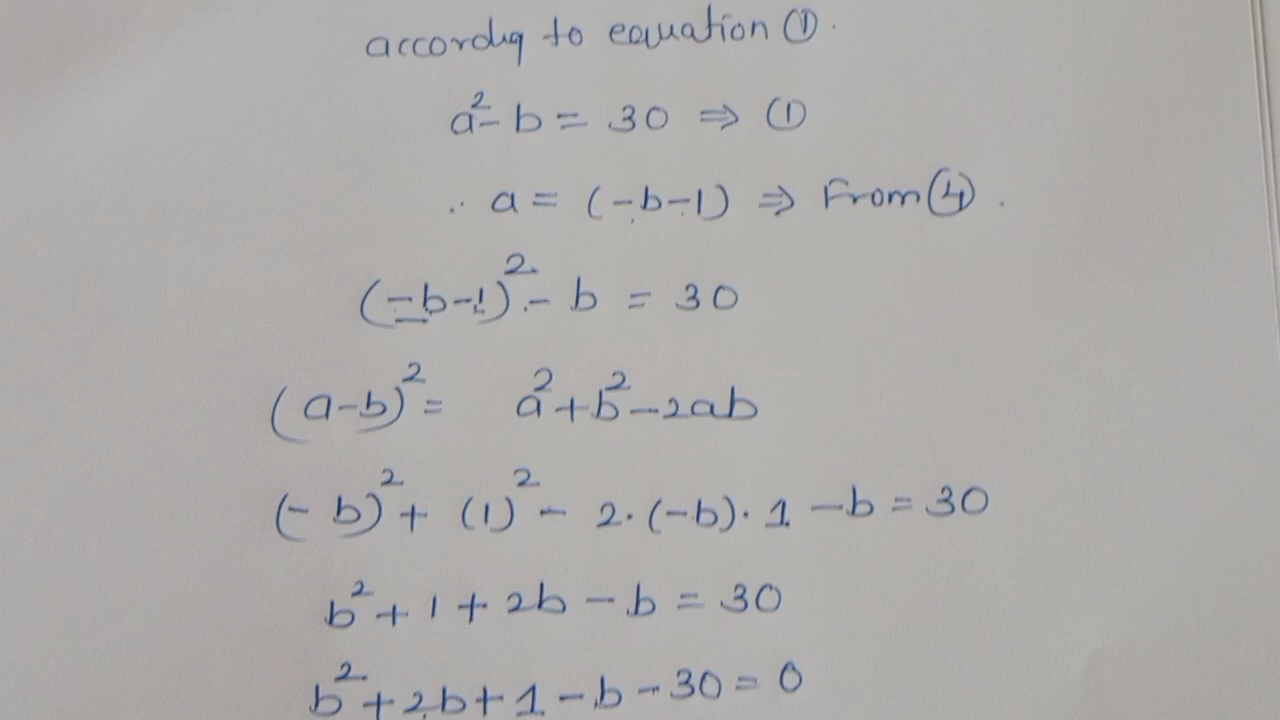 accordig to equation ①.
a² - b = 30 ⇒ ①
∴ a = (-b-1) ⇒ From ④.
(-b-1)² - b = 30
(a-b)² = a² + b² - 2ab
(-b)² + (1)² - 2·(-b)·1 - b = 30
b² + 1 + 2b - b = 30
b² + 2b + 1 - b - 30 = 0